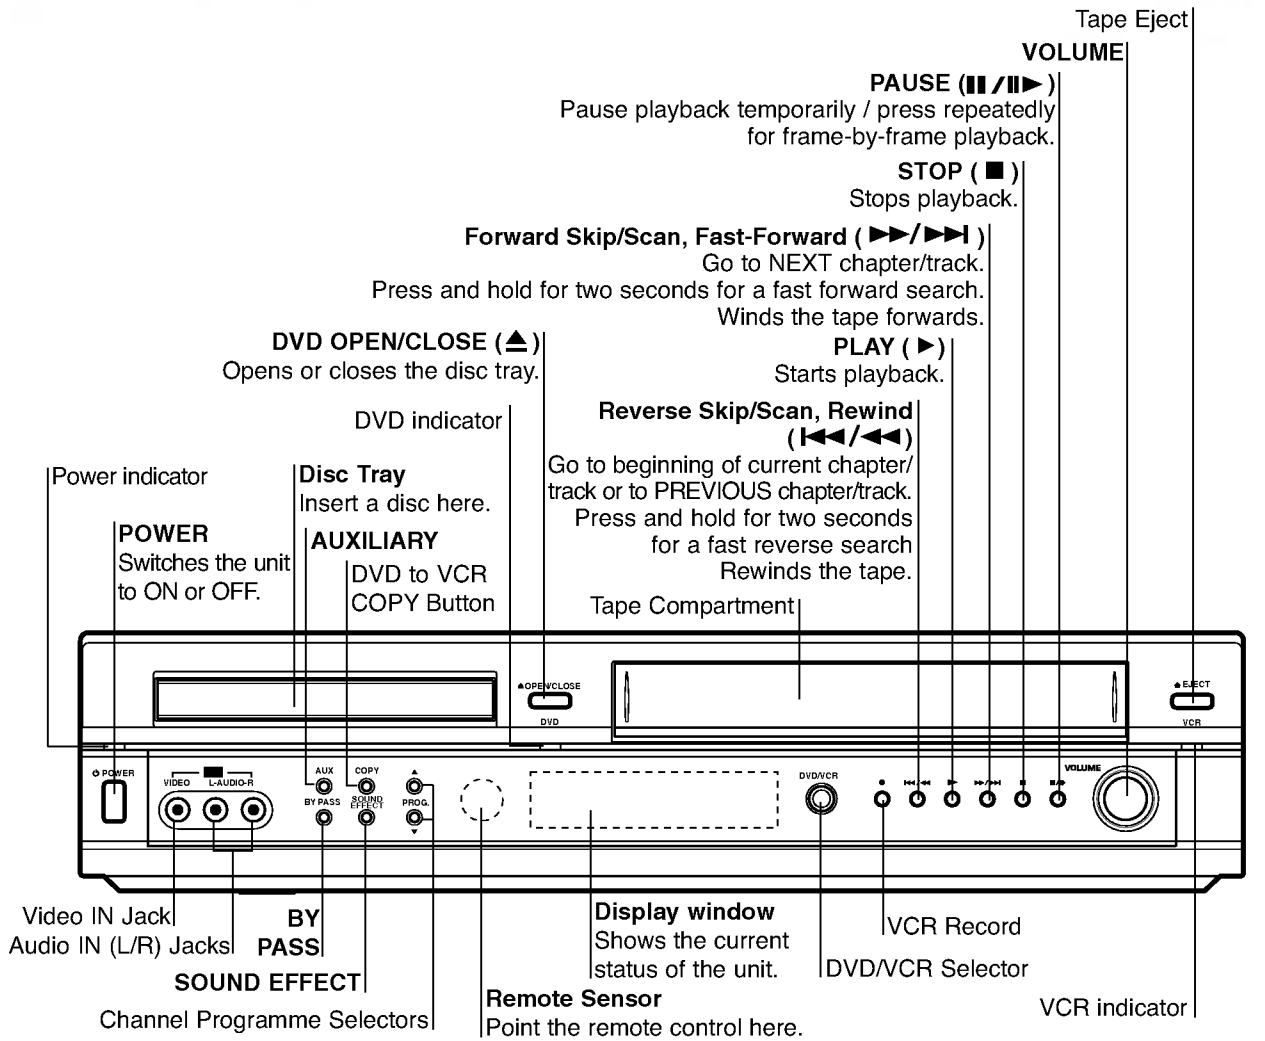 Tape Eject
VOLUME
PAUSE (▮▮/▮▮▶)
Pause playback temporarily / press repeatedly
for frame-by-frame playback.
STOP (■)
Stops playback.
Forward Skip/Scan, Fast-Forward (▶▶/▶▶|)
Go to NEXT chapter/track.
Press and hold for two seconds for a fast forward search.
Winds the tape forwards.
DVD OPEN/CLOSE (⏏)
Opens or closes the disc tray.
PLAY (▶)
Starts playback.
DVD indicator
Reverse Skip/Scan, Rewind
(|◀◀/◀◀)
Go to beginning of current chapter/
track or to PREVIOUS chapter/track.
Press and hold for two seconds
for a fast reverse search
Rewinds the tape.
Power indicator
Disc Tray
Insert a disc here.
POWER
Switches the unit
to ON or OFF.
AUXILIARY
DVD to VCR
COPY Button
Tape Compartment
OPEN/CLOSE
DVD
EJECT
VCR
POWER
VIDEO
L-AUDIO-R
AUX
COPY
BY PASS
SOUND
EFFECT
▲
PROG.
▼
DVD/VCR
●
|◀◀/◀◀
▶
▶▶/▶▶|
■
▮▮/▮▶
VOLUME
Video IN Jack
Audio IN (L/R) Jacks
BY
PASS
SOUND EFFECT
Channel Programme Selectors
Display window
Shows the current
status of the unit.
Remote Sensor
Point the remote control here.
VCR Record
DVD/VCR Selector
VCR indicator